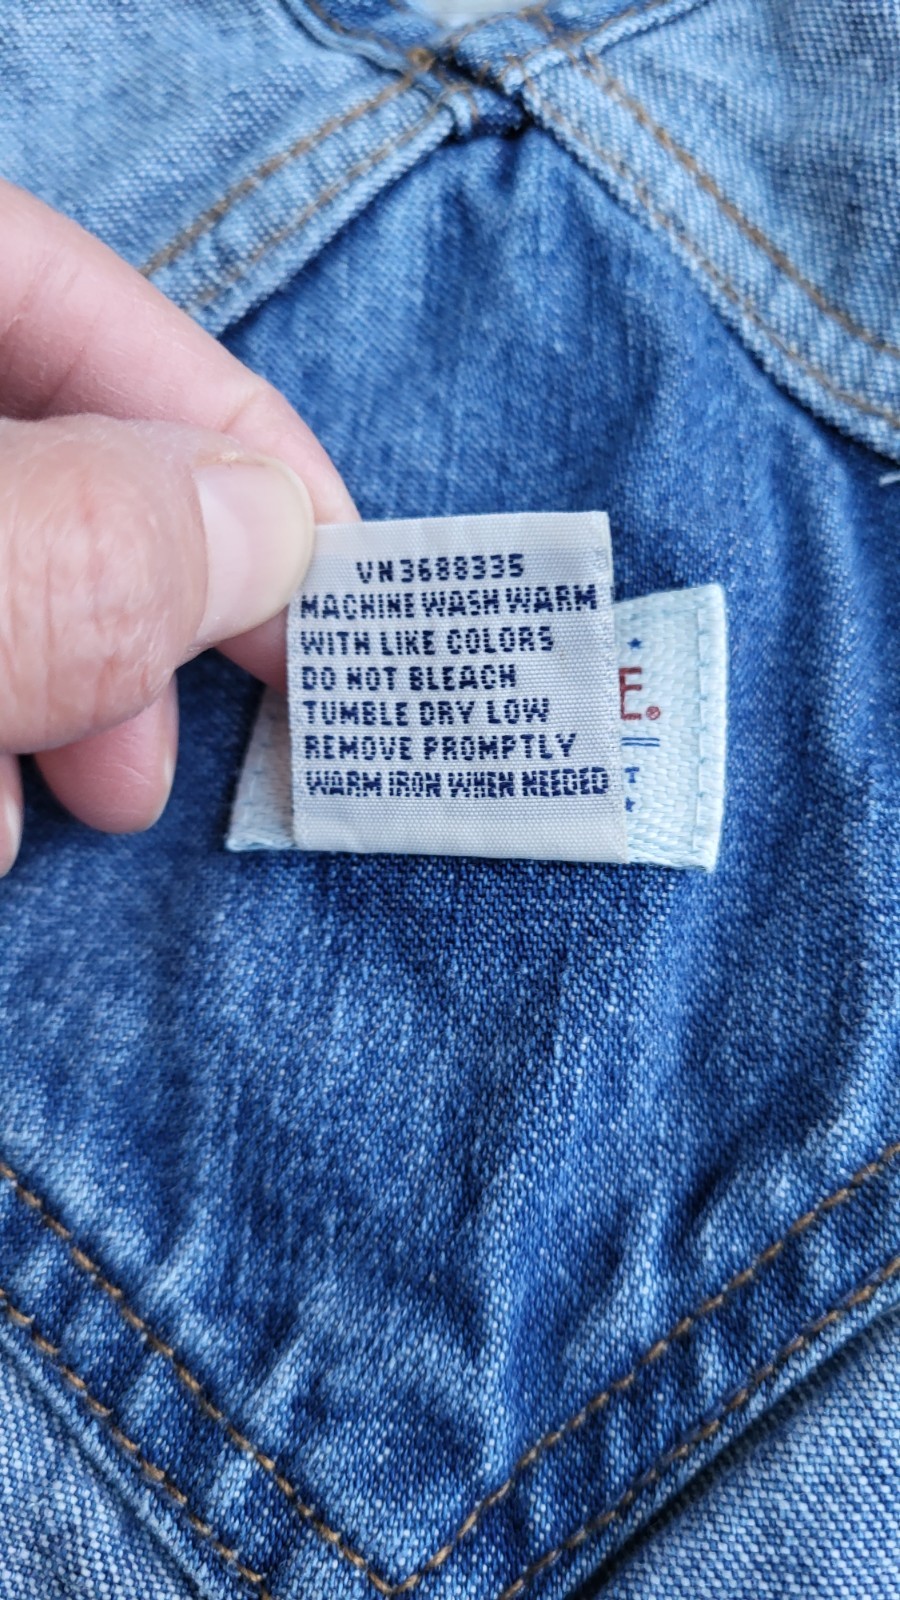 VN3688335
MACHINE WASH WARM
WITH LIKE COLORS
DO NOT BLEACH
TUMBLE DRY LOW
REMOVE PROMPTLY
WARM IRON WHEN NEEDED
E.®
T